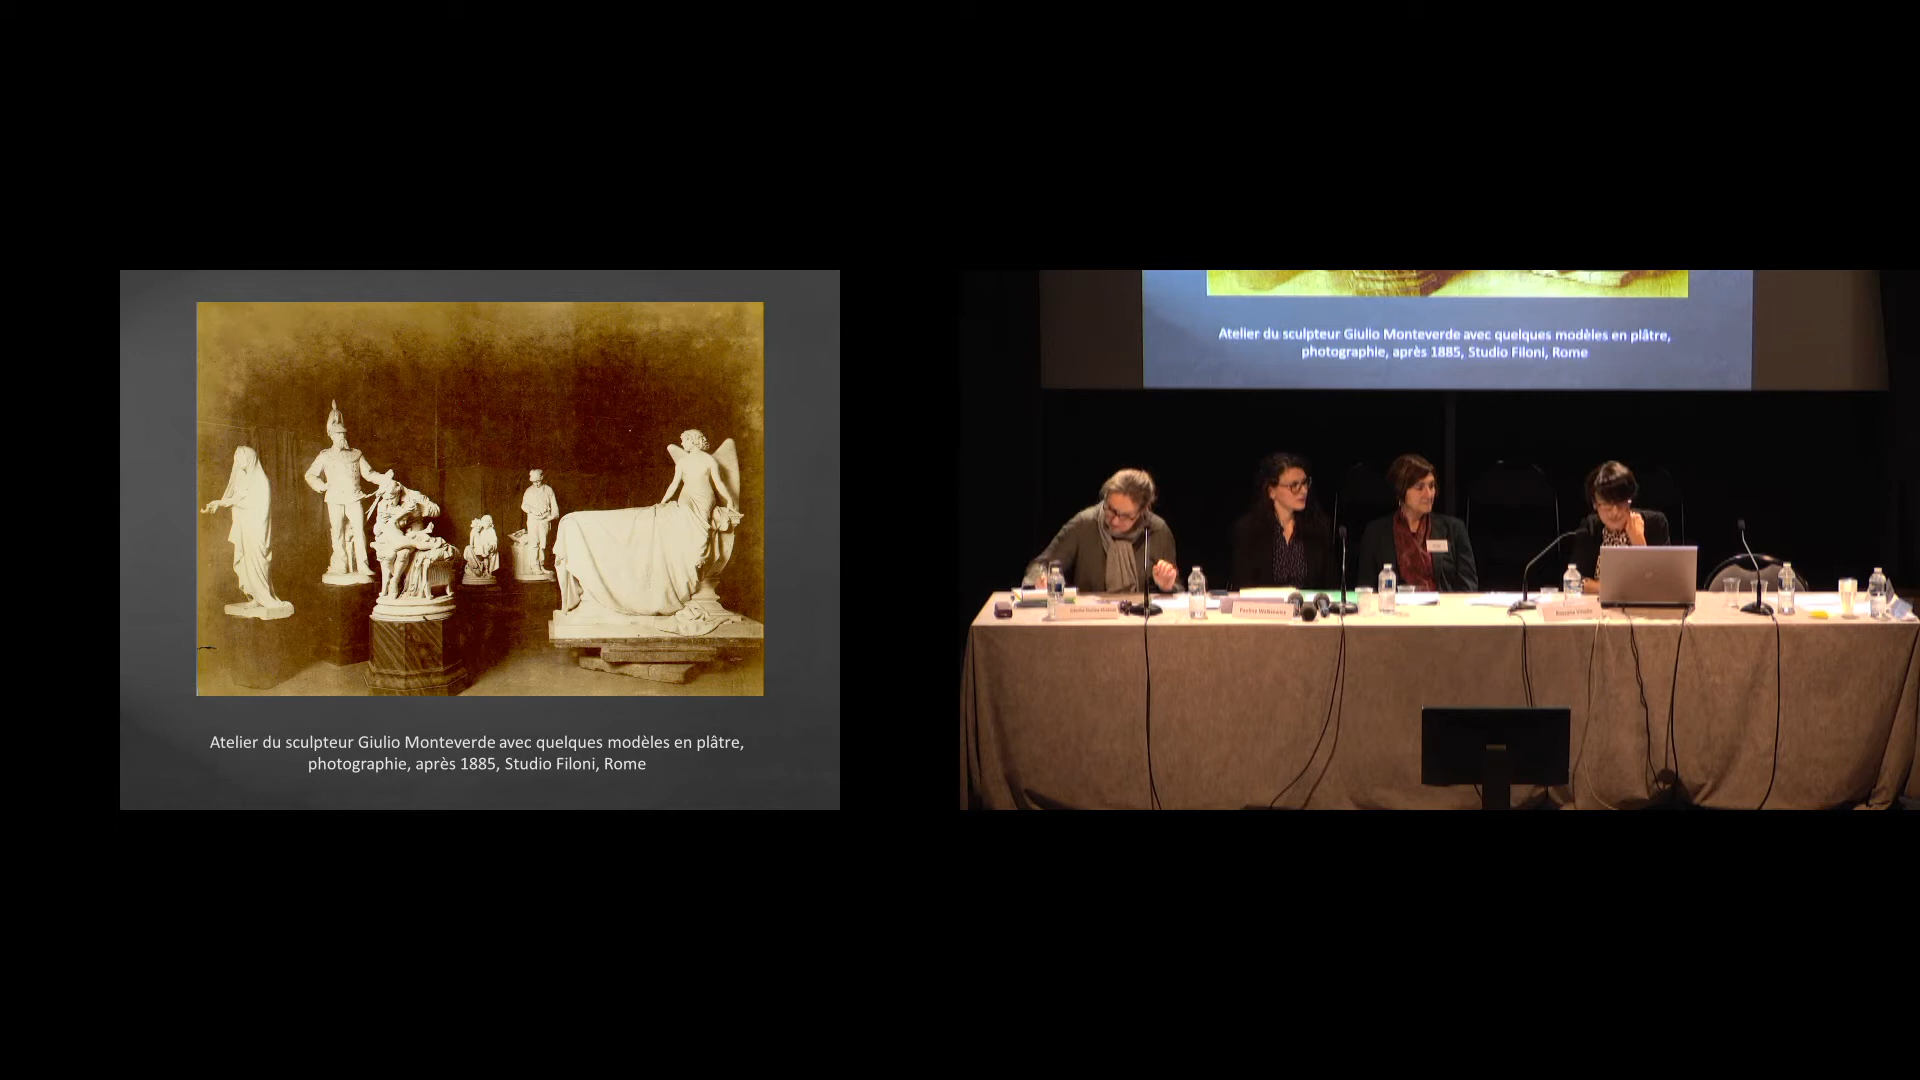 Atelier du sculpteur Giulio Monteverde avec quelques modèles en plâtre,
photographie, après 1885, Studio Filoni, Rome
Atelier du sculpteur Giulio Monteverde avec quelques modèles en plâtre,
photographie, après 1885, Studio Filoni, Rome